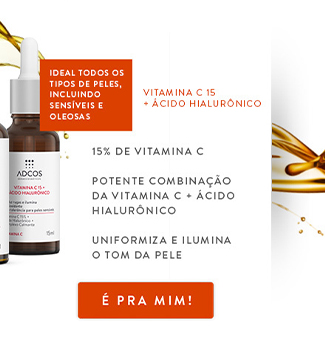 IDEAL TODOS OS
TIPOS DE PELES,
INCLUINDO
SENSÍVEIS E
OLEOSAS
VITAMINA C 15
+ ÁCIDO HIALURÔNICO
15% DE VITAMINA C
POTENTE COMBINAÇÃO
DA VITAMINA C + ÁCIDO
HIALURÔNICO
UNIFORMIZA E ILUMINA
O TOM DA PELE
É PRA MIM!
ADCOS
VITAMINA C 15 +
ÁCIDO HIALURÔNICO
15ml